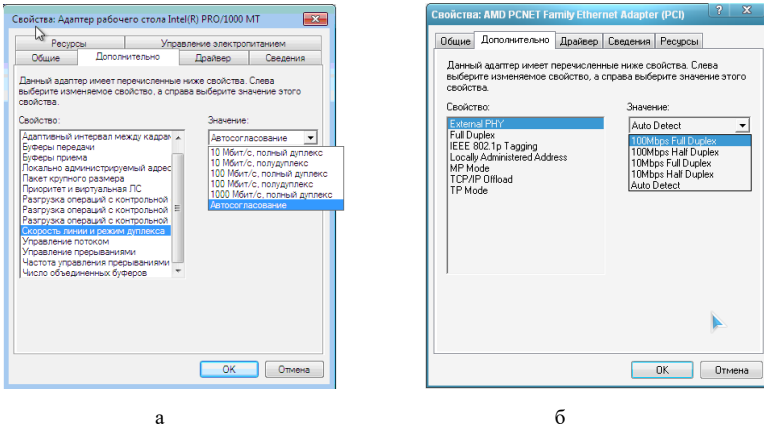 Свойства: Адаптер рабочего стола Intel(R) PRO/1000 MT
Ресурсы
Управление электропитанием
Общие
Дополнительно
Драйвер
Сведения
Данный адаптер имеет перечисленные ниже свойства. Слева
выберите изменяемое свойство, а справа выберите значение этого
свойства.
Свойство:
Значение:
Адаптивный интервал между кадрам
Буферы передачи
Буферы приема
Локально администрируемый адрес
Пакет крупного размера
Приоритет и виртуальная ЛС
Разгрузка операций с контрольной
Разгрузка операций с контрольной
Разгрузка операций с контрольной
Скорость линии и режим дуплекса
Управление потоком
Управление прерываниями
Частота управления прерываниями
Число объединенных буферов
Автосогласование
10 Мбит/с, полный дуплекс
10 Мбит/с, полудуплекс
100 Мбит/с, полный дуплекс
100 Мбит/с, полудуплекс
1000 Мбит/с, полный дуплекс
Автосогласование
OK
Отмена
а
Свойства: AMD PCNET Family Ethernet Adapter (PCI)
Общие
Дополнительно
Драйвер
Сведения
Ресурсы
Данный адаптер имеет перечисленные ниже свойства. Слева
выберите изменяемое свойство, а справа выберите значение этого
свойства.
Свойство:
Значение:
External PHY
Full Duplex
IEEE 802.1p Tagging
Locally Administered Address
MP Mode
TCP/IP Offload
TP Mode
Auto Detect
100Mbps Full Duplex
100Mbps Half Duplex
10Mbps Full Duplex
10Mbps Half Duplex
Auto Detect
OK
Отмена
б